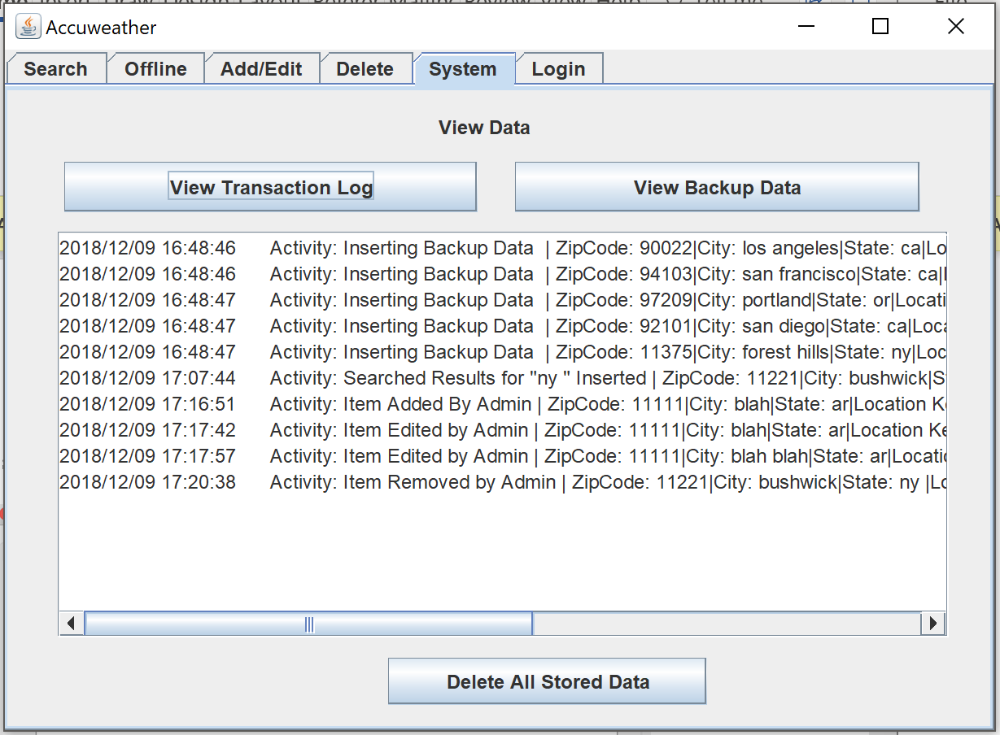 Accuweather
Search Offline Add/Edit Delete System Login
View Data
View Transaction Log View Backup Data
2018/12/09 16:48:46 Activity: Inserting Backup Data | ZipCode: 90022|City: los angeles|State: ca|Lo
2018/12/09 16:48:46 Activity: Inserting Backup Data | ZipCode: 94103|City: san francisco|State: ca|
2018/12/09 16:48:47 Activity: Inserting Backup Data | ZipCode: 97209|City: portland|State: or|Locati
2018/12/09 16:48:47 Activity: Inserting Backup Data | ZipCode: 92101|City: san diego|State: ca|Loca
2018/12/09 16:48:47 Activity: Inserting Backup Data | ZipCode: 11375|City: forest hills|State: ny|Loc
2018/12/09 17:07:44 Activity: Searched Results for "ny " Inserted | ZipCode: 11221|City: bushwick|S
2018/12/09 17:16:51 Activity: Item Added By Admin | ZipCode: 11111|City: blah|State: ar|Location K
2018/12/09 17:17:42 Activity: Item Edited by Admin | ZipCode: 11111|City: blah|State: ar|Location Ke
2018/12/09 17:17:57 Activity: Item Edited by Admin | ZipCode: 11111|City: blah blah|State: ar|Locatio
2018/12/09 17:20:38 Activity: Item Removed by Admin | ZipCode: 11221|City: bushwick|State: ny |Lo
Delete All Stored Data